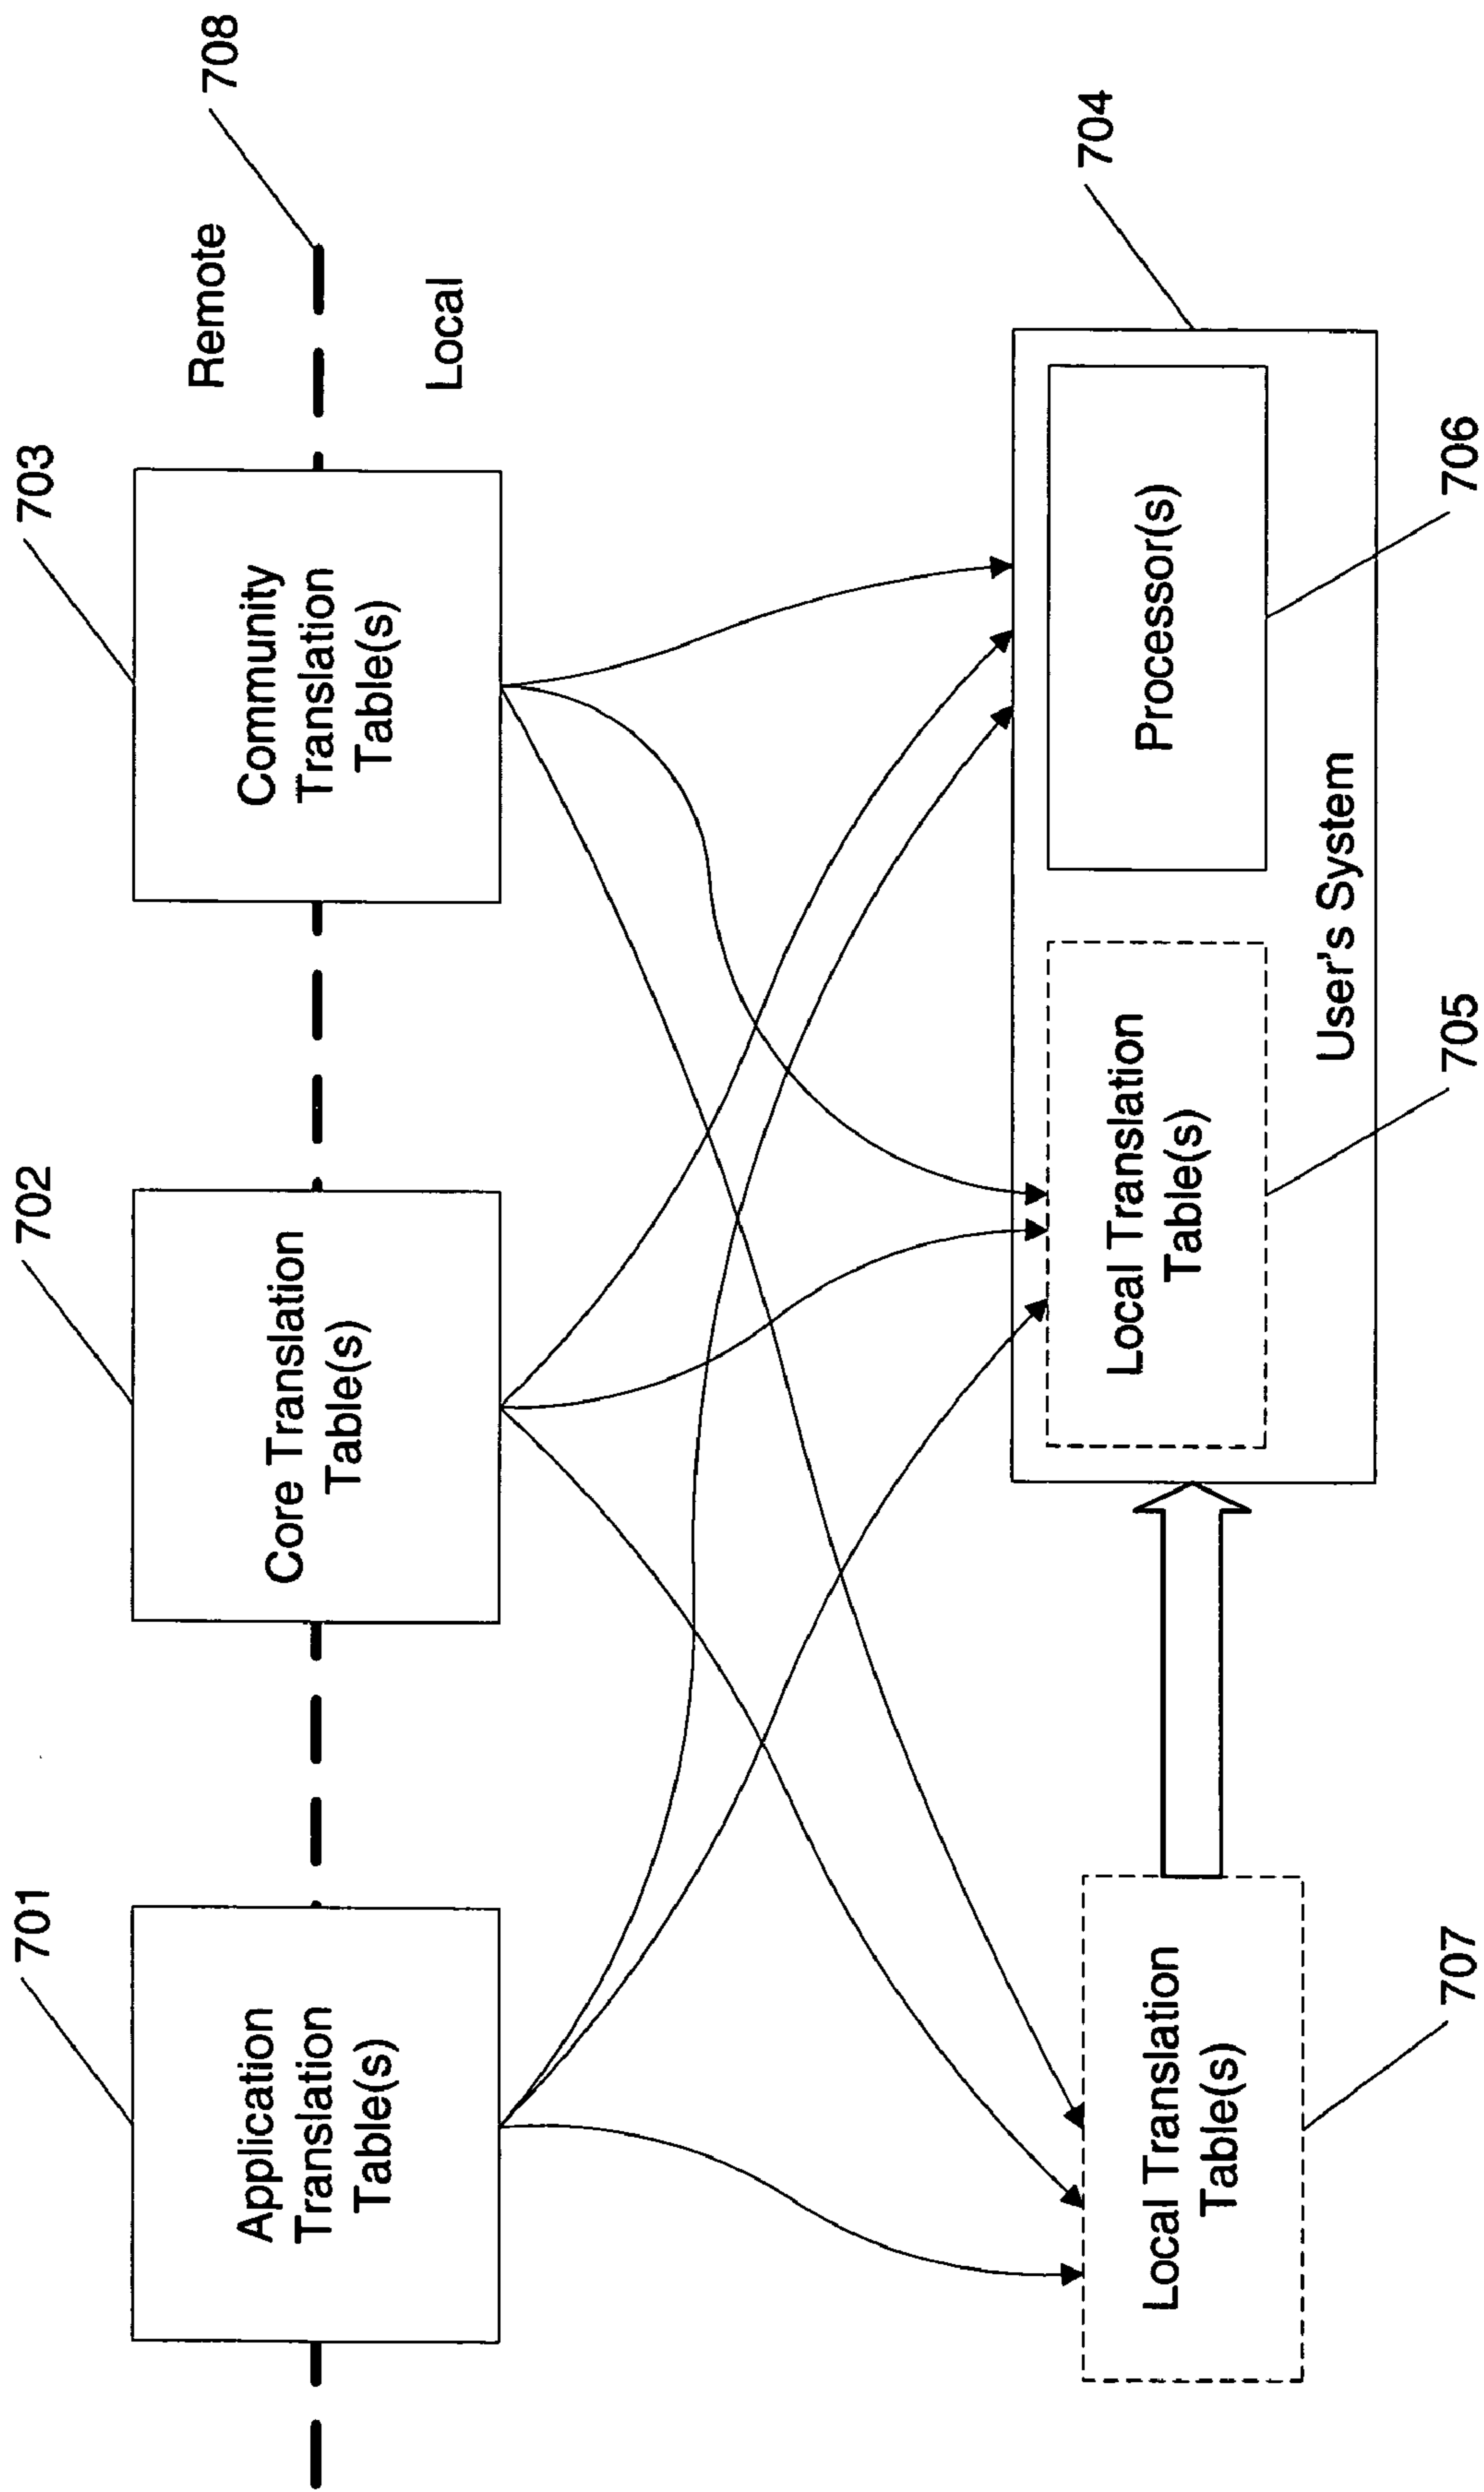 701
Application
Translation
Table(s)
702
Core Translation
Table(s)
703
Community
Translation
Table(s)
Remote
708
Local
Local Translation
Table(s)
707
704
Local Translation
Table(s)
705
Processor(s)
706
User's System